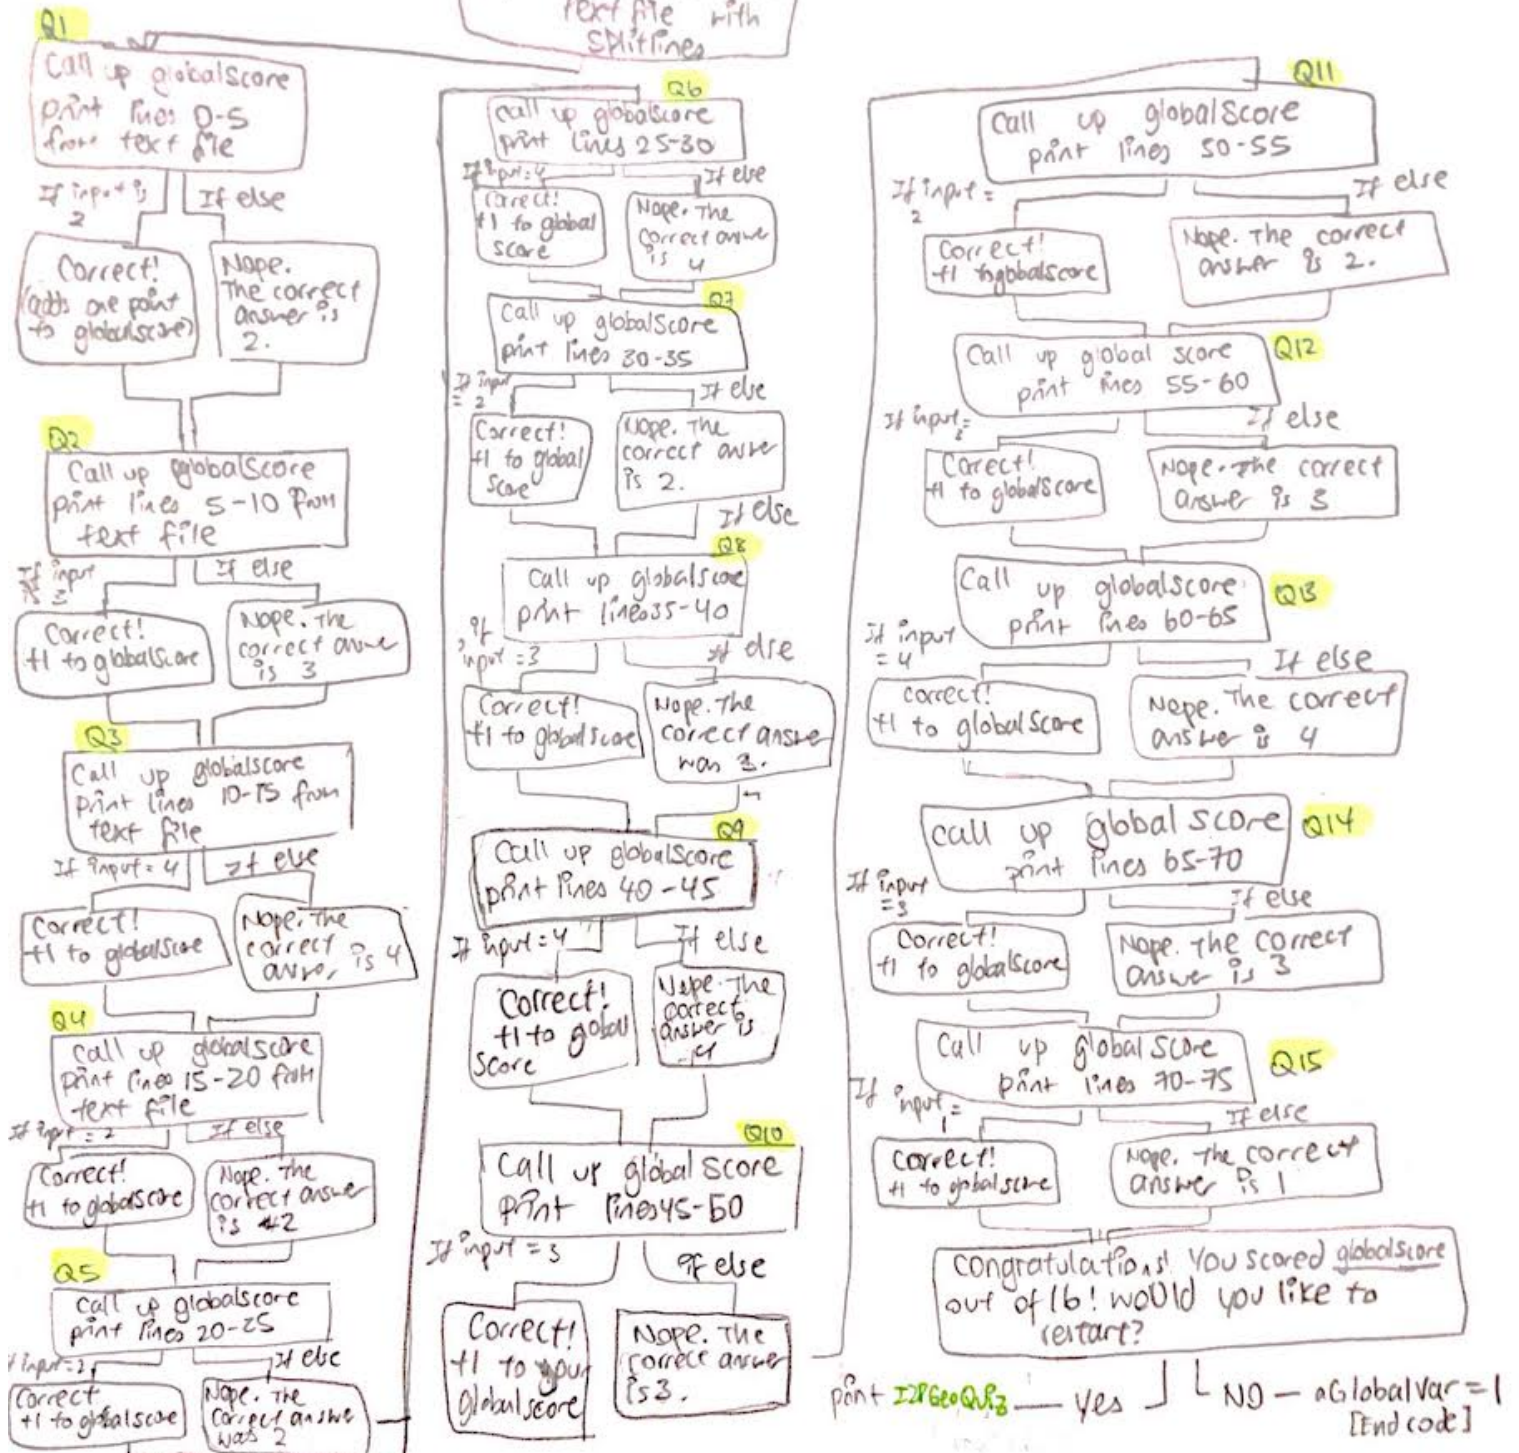 text file with
splitlines
Q1
Call up globalScore
print lines 0-5
from text file
If input is
2
If else
Correct!
(adds one point
to globalscore)
Nope.
The correct
answer is
2.
Q2
Call up globalScore
print lines 5-10 from
text file
If input
is 3
If else
Correct!
+1 to globalScore
Nope. The
correct answer
is 3
Q3
Call up globalscore
print lines 10-15 from
text file
If input = 4
If else
Correct!
+1 to globalScore
Nope. The
correct
answer is 4
Q4
Call up globalscore
print lines 15-20 from
text file
If input = 2
If else
Correct!
+1 to globalscore
Nope. The
correct answer
is 2
Q5
Call up globalscore
print lines 20-25
If else
Correct
+1 to globalscore
Nope. The
correct answer
was 2
Q6
Call up globalscore
print lines 25-30
If input=4
If else
Correct!
+1 to global
score
Nope. The
correct answer
is 4
Q7
Call up globalScore
print lines 30-35
If input
= 2
If else
Correct!
+1 to global
Score
Nope. The
correct answer
is 2.
If else
Q8
Call up globalscore
print lines 35-40
if
input = 3
If else
Correct!
+1 to globalscore
Nope. The
correct answer
was 3.
Q9
Call up globalscore
print lines 40-45
If input=4
If else
Correct!
+1 to global
Score
Nope. The
correct
answer is
4
Q10
Call up global score
print lines 45-50
If input = 3
if else
Correct!
+1 to your
globalscore
Nope. The
correct answer
is 3.
Q11
Call up globalScore
print lines 50-55
If input =
2
If else
Correct!
+1 to globalscore
Nope. The correct
answer is 2.
Q12
Call up global score
print lines 55-60
If input=
If else
Correct!
+1 to globalScore
Nope. The correct
answer is 3
Q13
Call up globalscore
print lines 60-65
If input
= 4
If else
correct!
+1 to globalScore
Nope. The correct
answer is 4
Q14
Call up global score
print lines 65-70
If input
=3
If else
Correct!
+1 to globalScore
Nope. The correct
answer is 3
Q15
Call up global score
print lines 70-75
If
input =
1
If else
Correct!
+1 to globalscore
Nope. The correct
answer is 1
Congratulations! You scored globalscore
out of 16! would you like to
restart?
print I2PGeoQuiz — Yes
NO — aGlobalVar = 1
[End code]